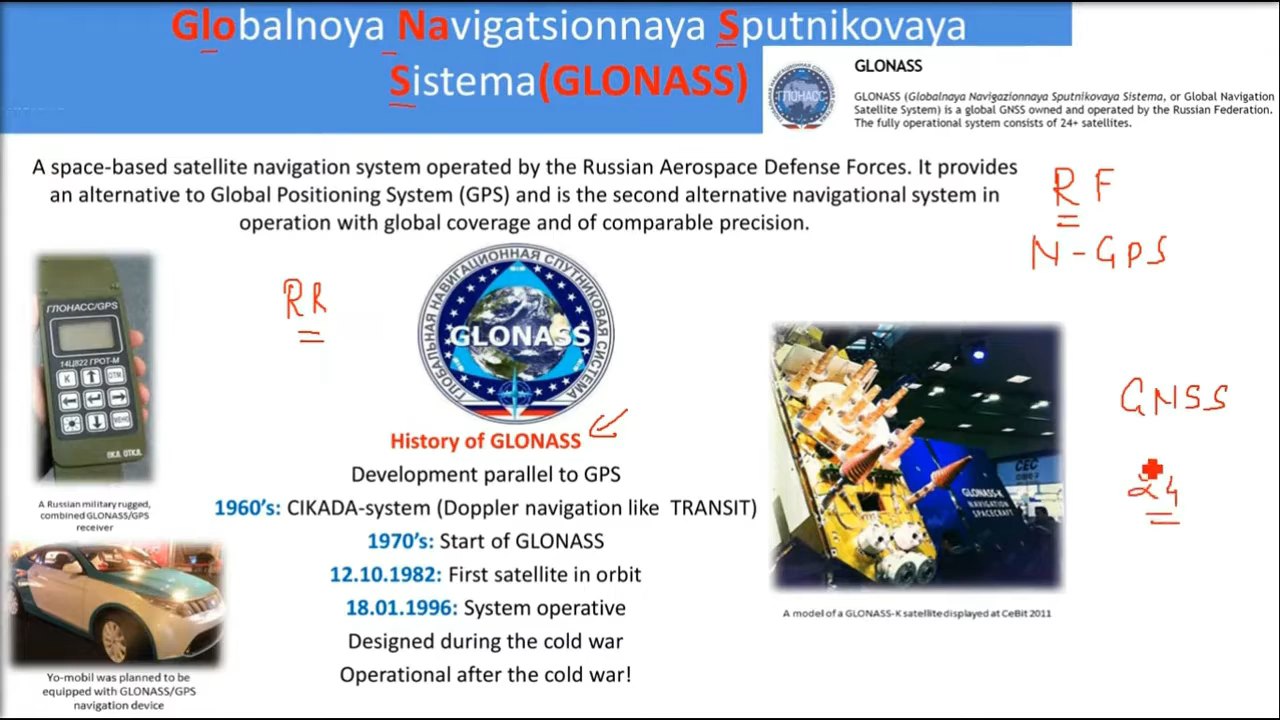 Globalnoya Navigatsionnaya Sputnikovaya
Sistema(GLONASS)
ГЛОНАСС
GLONASS
GLONASS (Globalnaya Navigazionnaya Sputnikovaya Sistema, or Global Navigation
Satellite System) is a global GNSS owned and operated by the Russian Federation.
The fully operational system consists of 24+ satellites.
A space-based satellite navigation system operated by the Russian Aerospace Defense Forces. It provides
an alternative to Global Positioning System (GPS) and is the second alternative navigational system in
operation with global coverage and of comparable precision.
R F
N-GPS
ГЛОНАСС/GPS
14Ц822 ГРОТ-М
A Russian military rugged,
combined GLONASS/GPS
receiver
RR
ГЛОБАЛЬНАЯ НАВИГАЦИОННАЯ СПУТНИКОВАЯ СИСТЕМА
GLONASS
History of GLONASS
Development parallel to GPS
1960's: CIKADA-system (Doppler navigation like TRANSIT)
1970's: Start of GLONASS
12.10.1982: First satellite in orbit
18.01.1996: System operative
Designed during the cold war
Operational after the cold war!
Yo-mobil was planned to be
equipped with GLONASS/GPS
navigation device
GLONASS-K
NAVIGATION
SPACECRAFT
A model of a GLONASS-K satellite displayed at CeBit 2011
GNSS
24